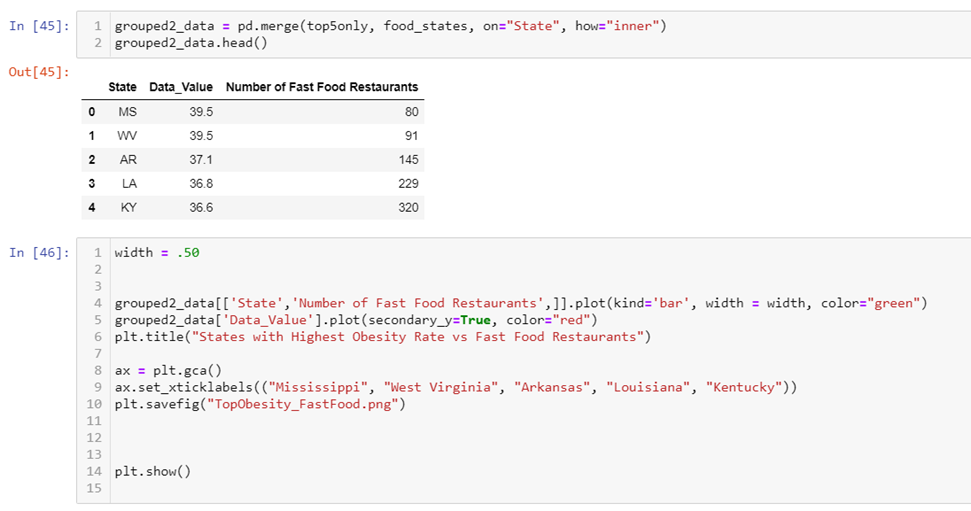 In [45]:
1 grouped2_data = pd.merge(top5only, food_states, on="State", how="inner")
2 grouped2_data.head()
Out[45]:
State Data_Value Number of Fast Food Restaurants
0 MS 39.5 80
1 WV 39.5 91
2 AR 37.1 145
3 LA 36.8 229
4 KY 36.6 320
In [46]:
1 width = .50
2
3
4 grouped2_data[['State','Number of Fast Food Restaurants',]].plot(kind='bar', width = width, color="green")
5 grouped2_data['Data_Value'].plot(secondary_y=True, color="red")
6 plt.title("States with Highest Obesity Rate vs Fast Food Restaurants")
7
8 ax = plt.gca()
9 ax.set_xticklabels(("Mississippi", "West Virginia", "Arkansas", "Louisiana", "Kentucky"))
10 plt.savefig("TopObesity_FastFood.png")
11
12
13
14 plt.show()
15